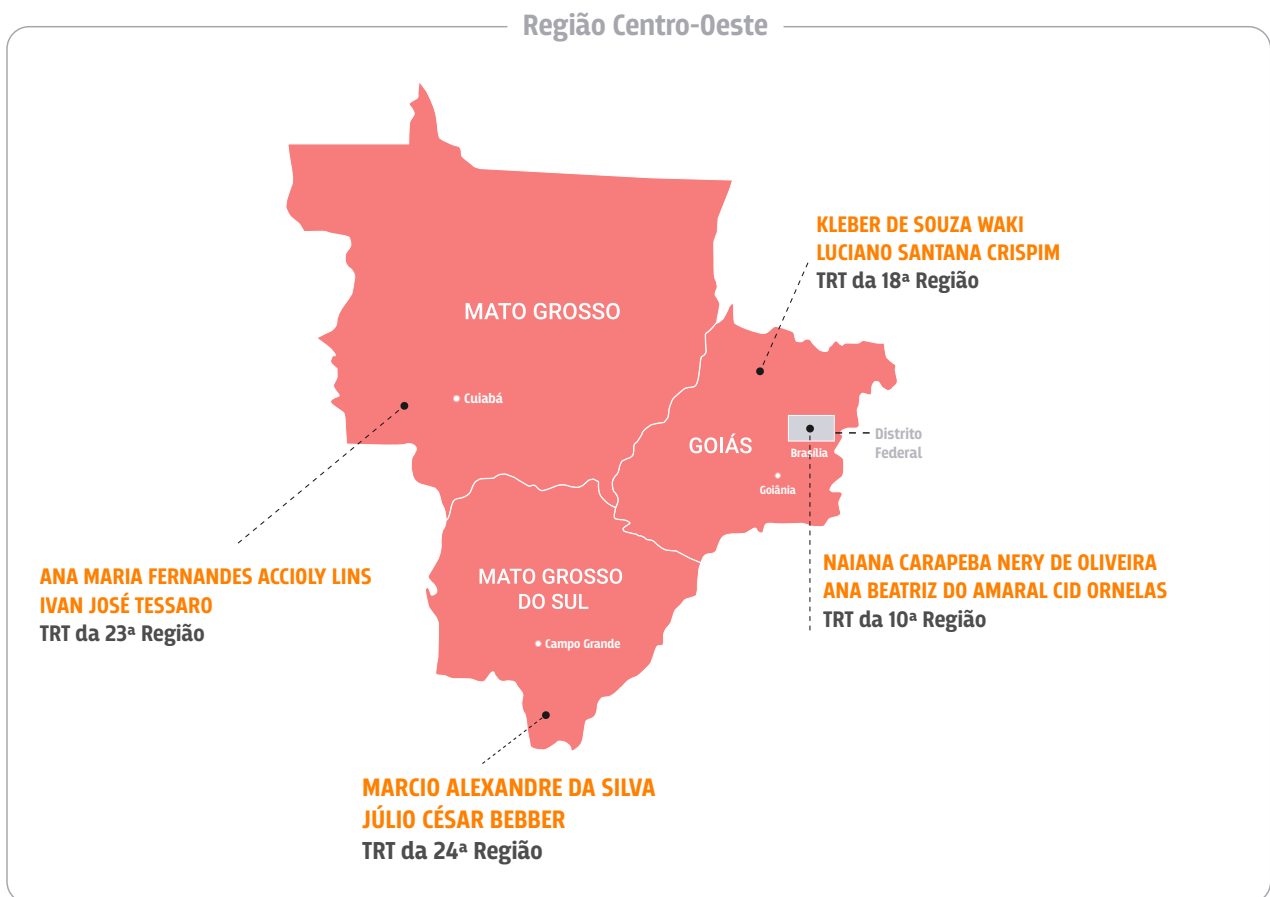 Região Centro-Oeste
KLEBER DE SOUZA WAKI
LUCIANO SANTANA CRISPIM
TRT da 18ª Região
MATO GROSSO
Cuiabá
GOIÁS
Distrito
Federal
Brasília
Goiânia
ANA MARIA FERNANDES ACCIOLY LINS
IVAN JOSÉ TESSARO
TRT da 23ª Região
NAIANA CARAPEBA NERY DE OLIVEIRA
ANA BEATRIZ DO AMARAL CID ORNELAS
TRT da 10ª Região
MATO GROSSO
DO SUL
Campo Grande
MARCIO ALEXANDRE DA SILVA
JÚLIO CÉSAR BEBBER
TRT da 24ª Região